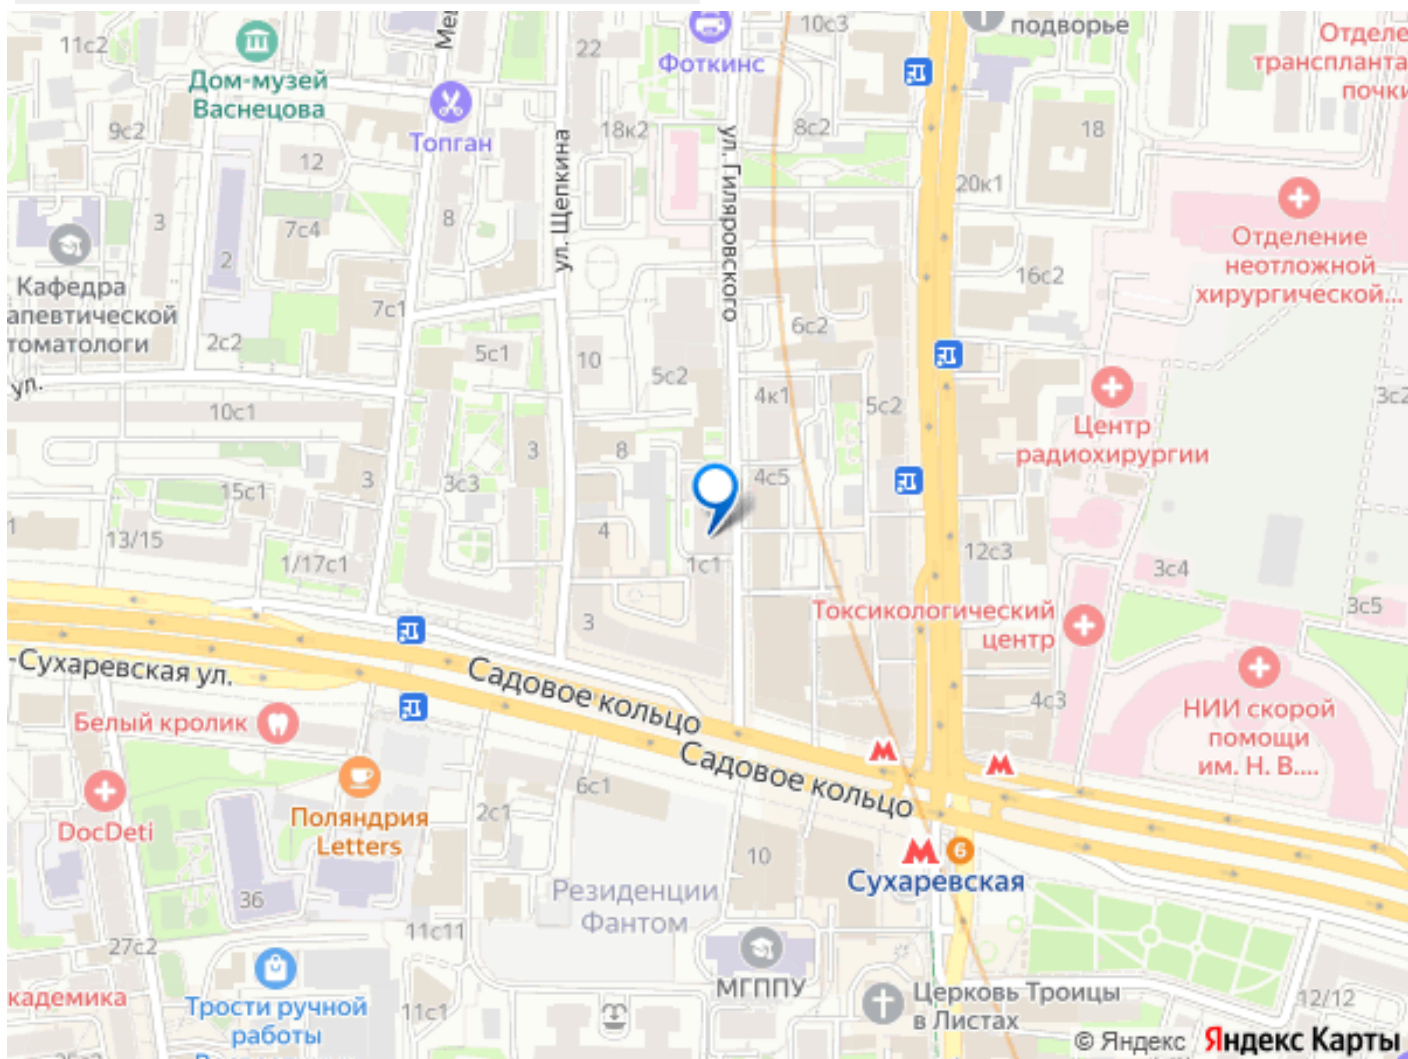 11с2
Дом-музей
Васнецова
22
Фоткинс
10с3
подворье
Отделе
трансплanta
почки
9с2
12
Топган
18к2
8с2
18
ул. Щепкина
ул. Гиляровского
20к1
3
7с4
8
2
Отделение
неотложной
хирургической...
Кафедра
апевтической
томатологи
7с1
16с2
2с2
5с1
10
6с2
ул.
5с2
4к1
5с2
3с2
10с1
Центр
радиохирургии
8
3
3
3с3
4с5
15с1
1
13/15
4
12с3
1/17с1
1с1
3с4
3
Токсикологический
центр
3с5
-Сухаревская ул.
Садовое кольцо
Белый кролик
4с3
НИИ скорой
помощи
им. Н. В....
Садовое кольцо
DocDeti
Поляндрия
Letters
2с1
6с1
10
6
Сухаревская
36
Резиденции
Фантом
11с11
27с2
МГППУ
кадемика
Трости ручной
работы
11с1
Церковь Троицы
в Листах
12/12
© Яндекс Яндекс Карты